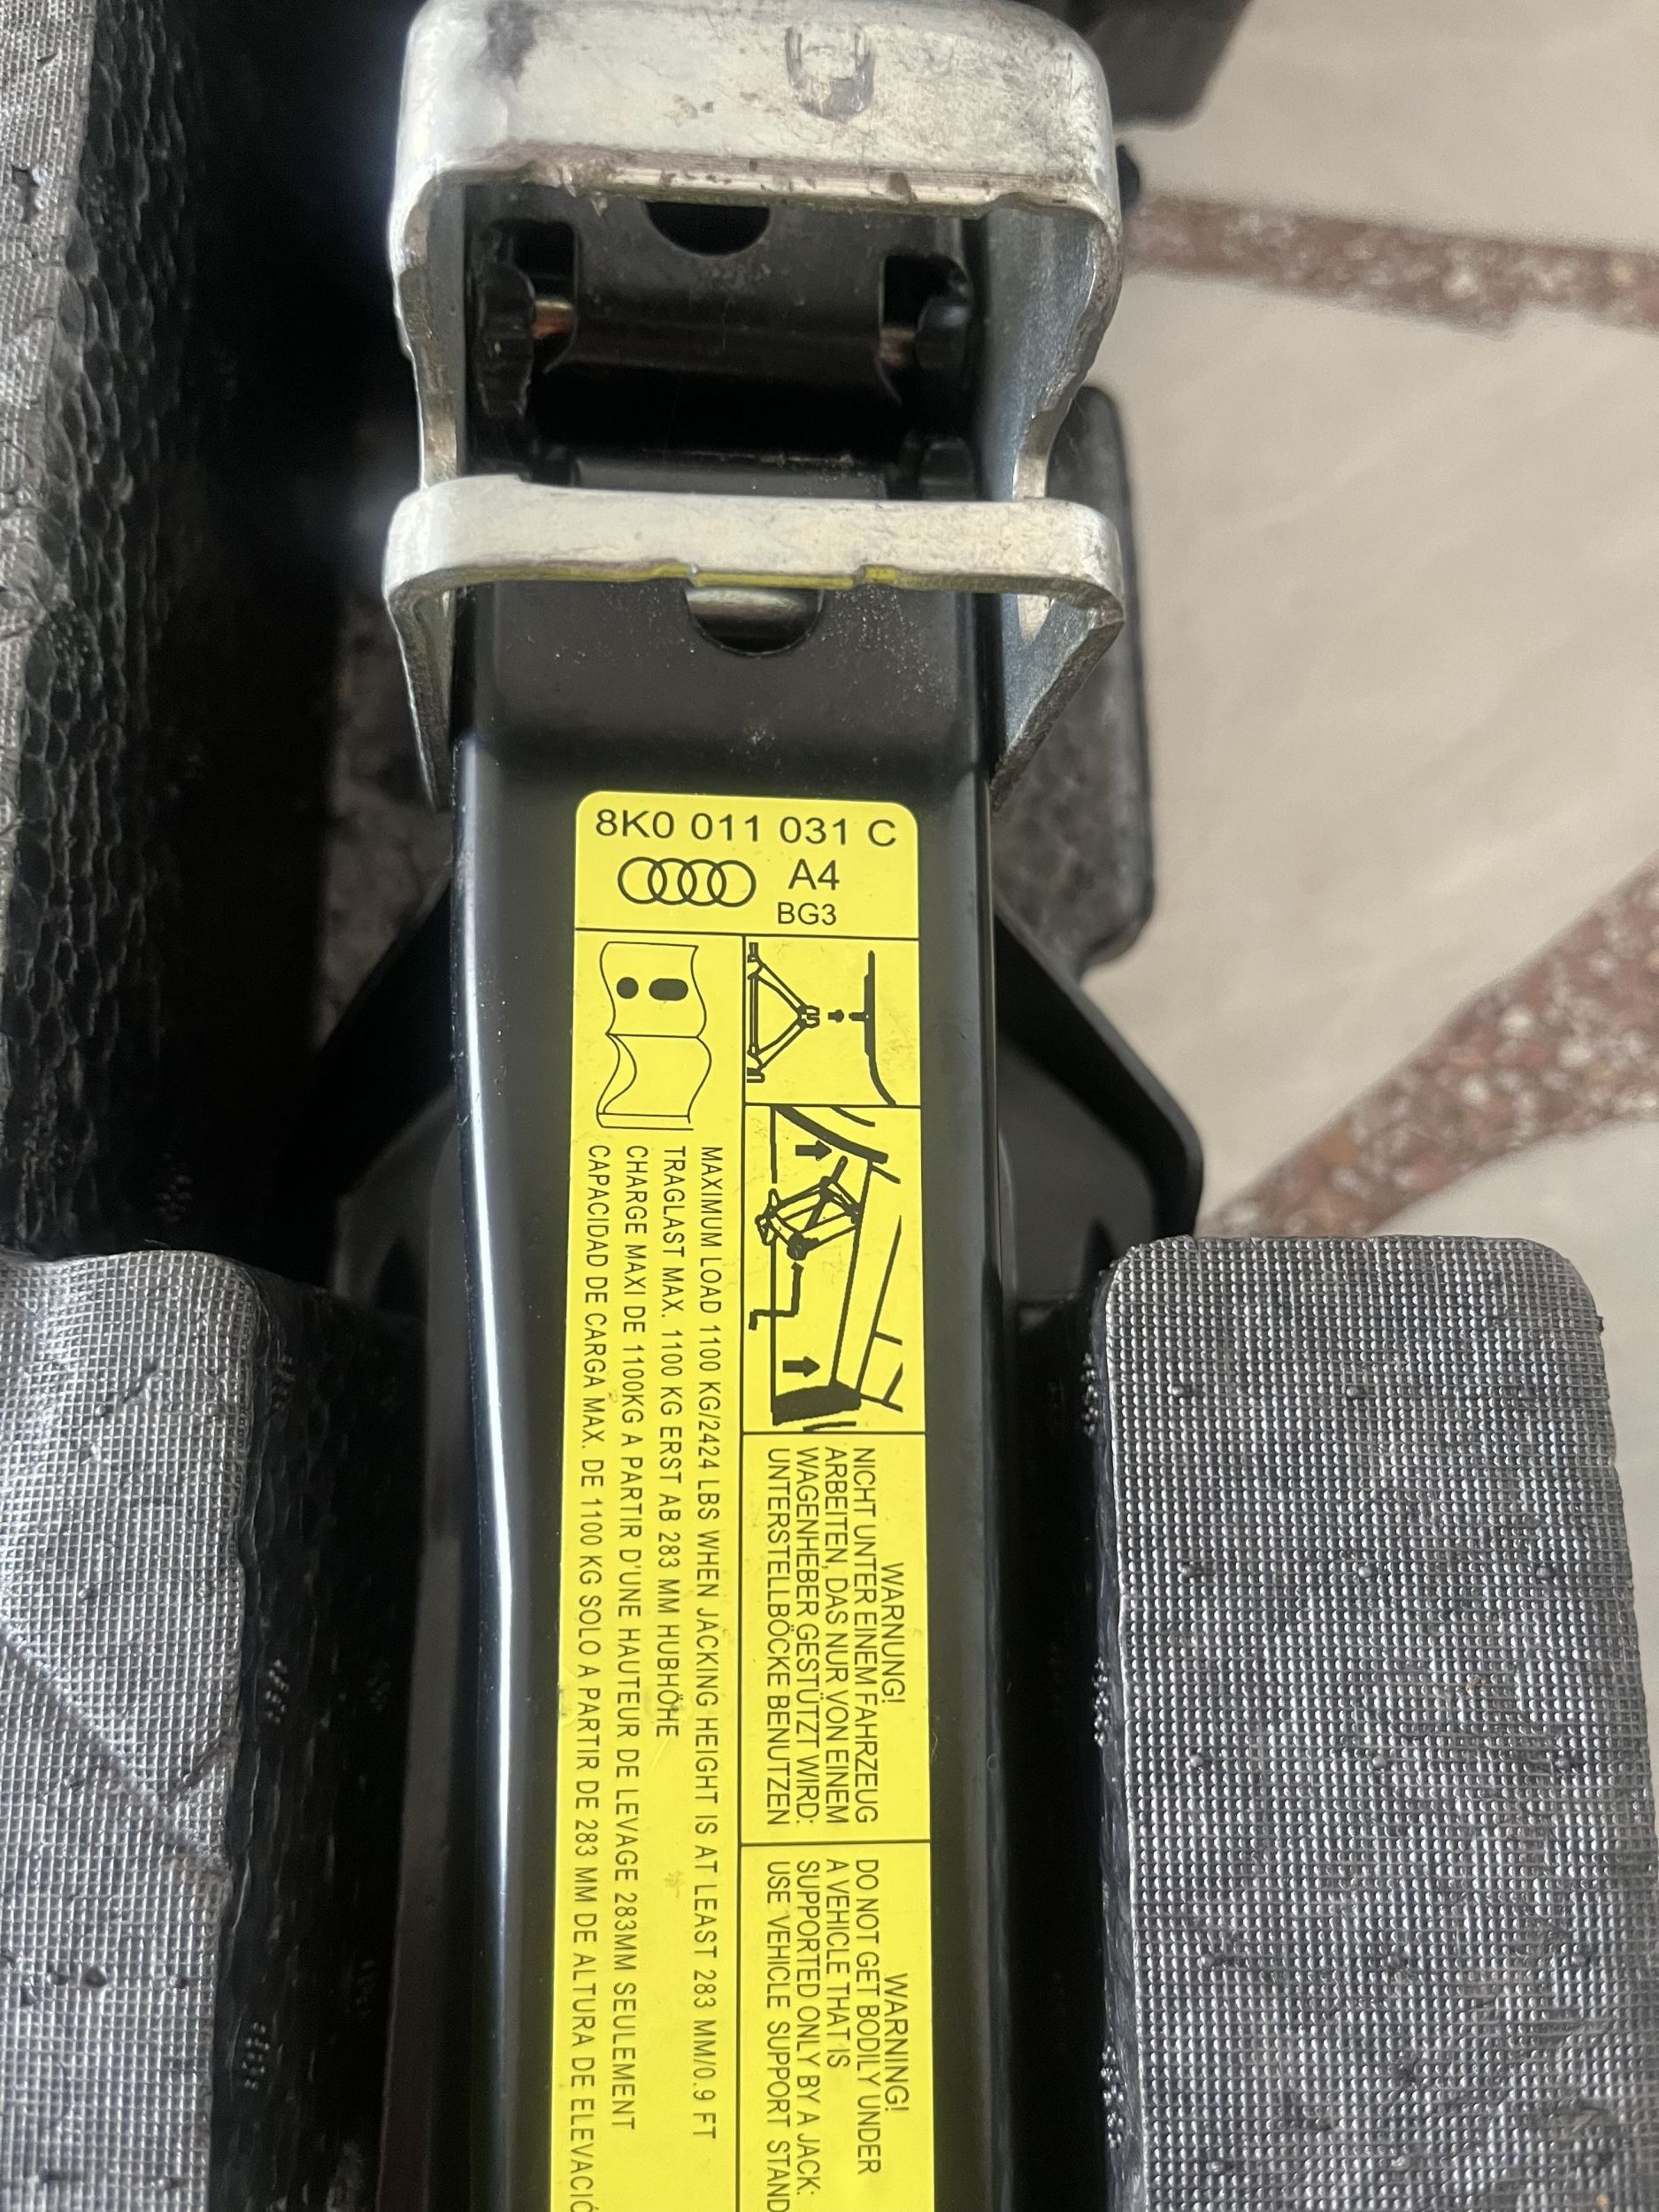 8K0 011 031 C
A4
BG3
MAXIMUM LOAD 1100 KG/2424 LBS WHEN JACKING HEIGHT IS AT LEAST 283 MM/0.9 FT
TRAGLAST MAX. 1100 KG ERST AB 283 MM HUBHÖHE
CHARGE MAXI DE 1100KG A PARTIR D'UNE HAUTEUR DE LEVAGE 283MM SEULEMENT
CAPACIDAD DE CARGA MAX. DE 1100 KG SOLO A PARTIR DE 283 MM DE ALTURA DE ELEVACIÓ
WARNUNG!
NICHT UNTER EINEM FAHRZEUG
ARBEITEN, DAS NUR VON EINEM
WAGENHEBER GESTÜTZT WIRD:
UNTERSTELLBÖCKE BENUTZEN
WARNING!
DO NOT GET BODILY UNDER
A VEHICLE THAT IS
SUPPORTED ONLY BY A JACK:
USE VEHICLE SUPPORT STAND